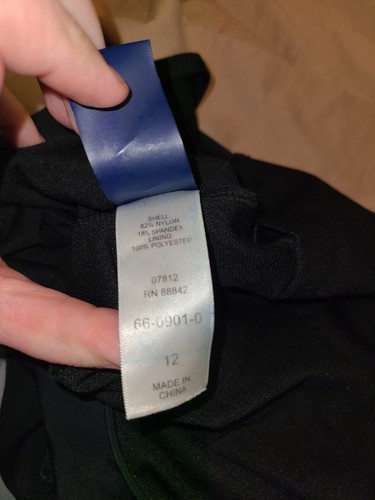 SHELL
82% NYLON
18% SPANDEX
LINING
100% POLYESTER
07812
RN 88842
66-0901-0
12
MADE IN
CHINA